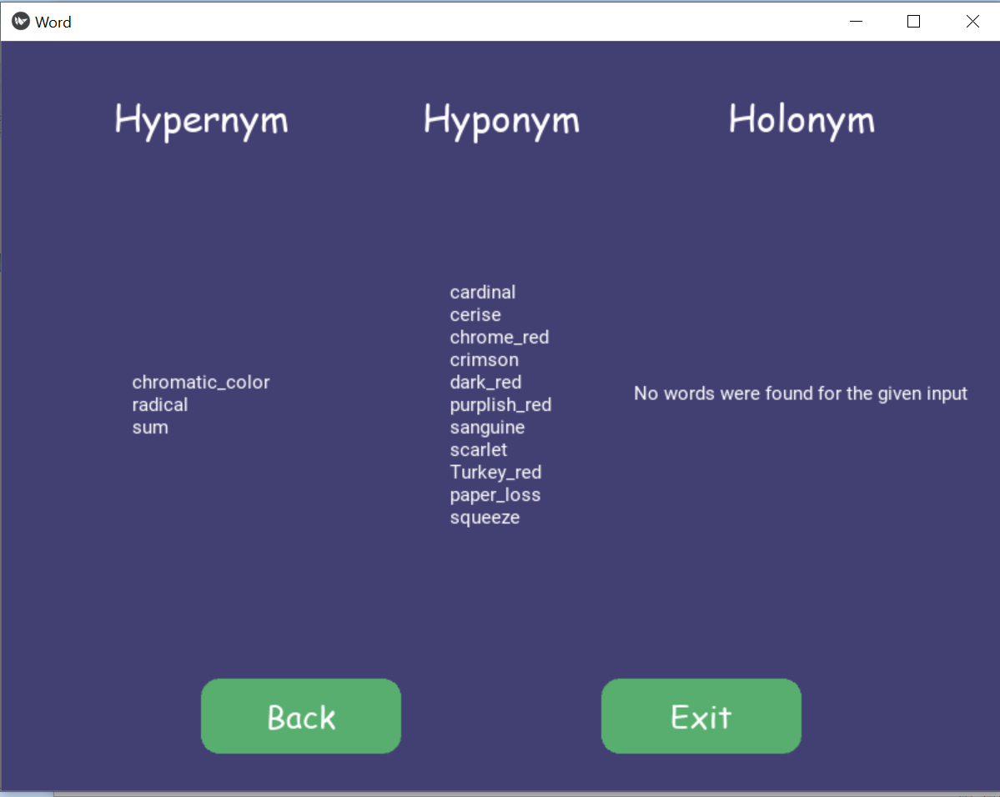 Word
Hypernym
Hyponym
Holonym
chromatic_color
radical
sum
cardinal
cerise
chrome_red
crimson
dark_red
purplish_red
sanguine
scarlet
Turkey_red
paper_loss
squeeze
No words were found for the given input
Back
Exit